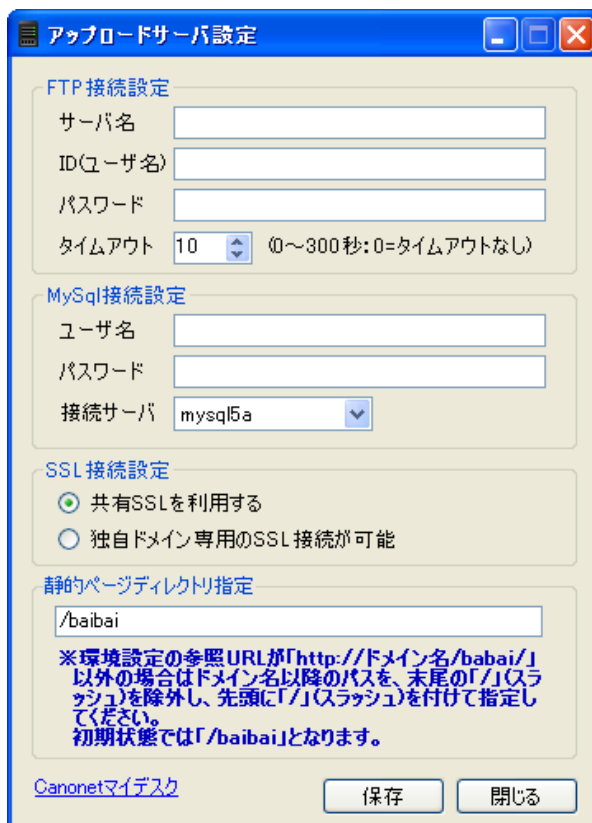 アップロードサーバ設定
FTP接続設定
サーバ名
ID(ユーザ名)
パスワード
タイムアウト 10 (0～300秒:0=タイムアウトなし)
MySql接続設定
ユーザ名
パスワード
接続サーバ mysql5a
SSL接続設定
共有SSLを利用する
独自ドメイン専用のSSL接続が可能
静的ページディレクトリ指定
/baibai
※環境設定の参照URLが「http://ドメイン名/babai/」
以外の場合はドメイン名以降のパスを、末尾の「/」(スラ
ッシュ)を除外し、先頭に「/」(スラッシュ)を付けて指定し
てください。
初期状態では「/baibai」となります。
Canonetマイデスク 保存 閉じる